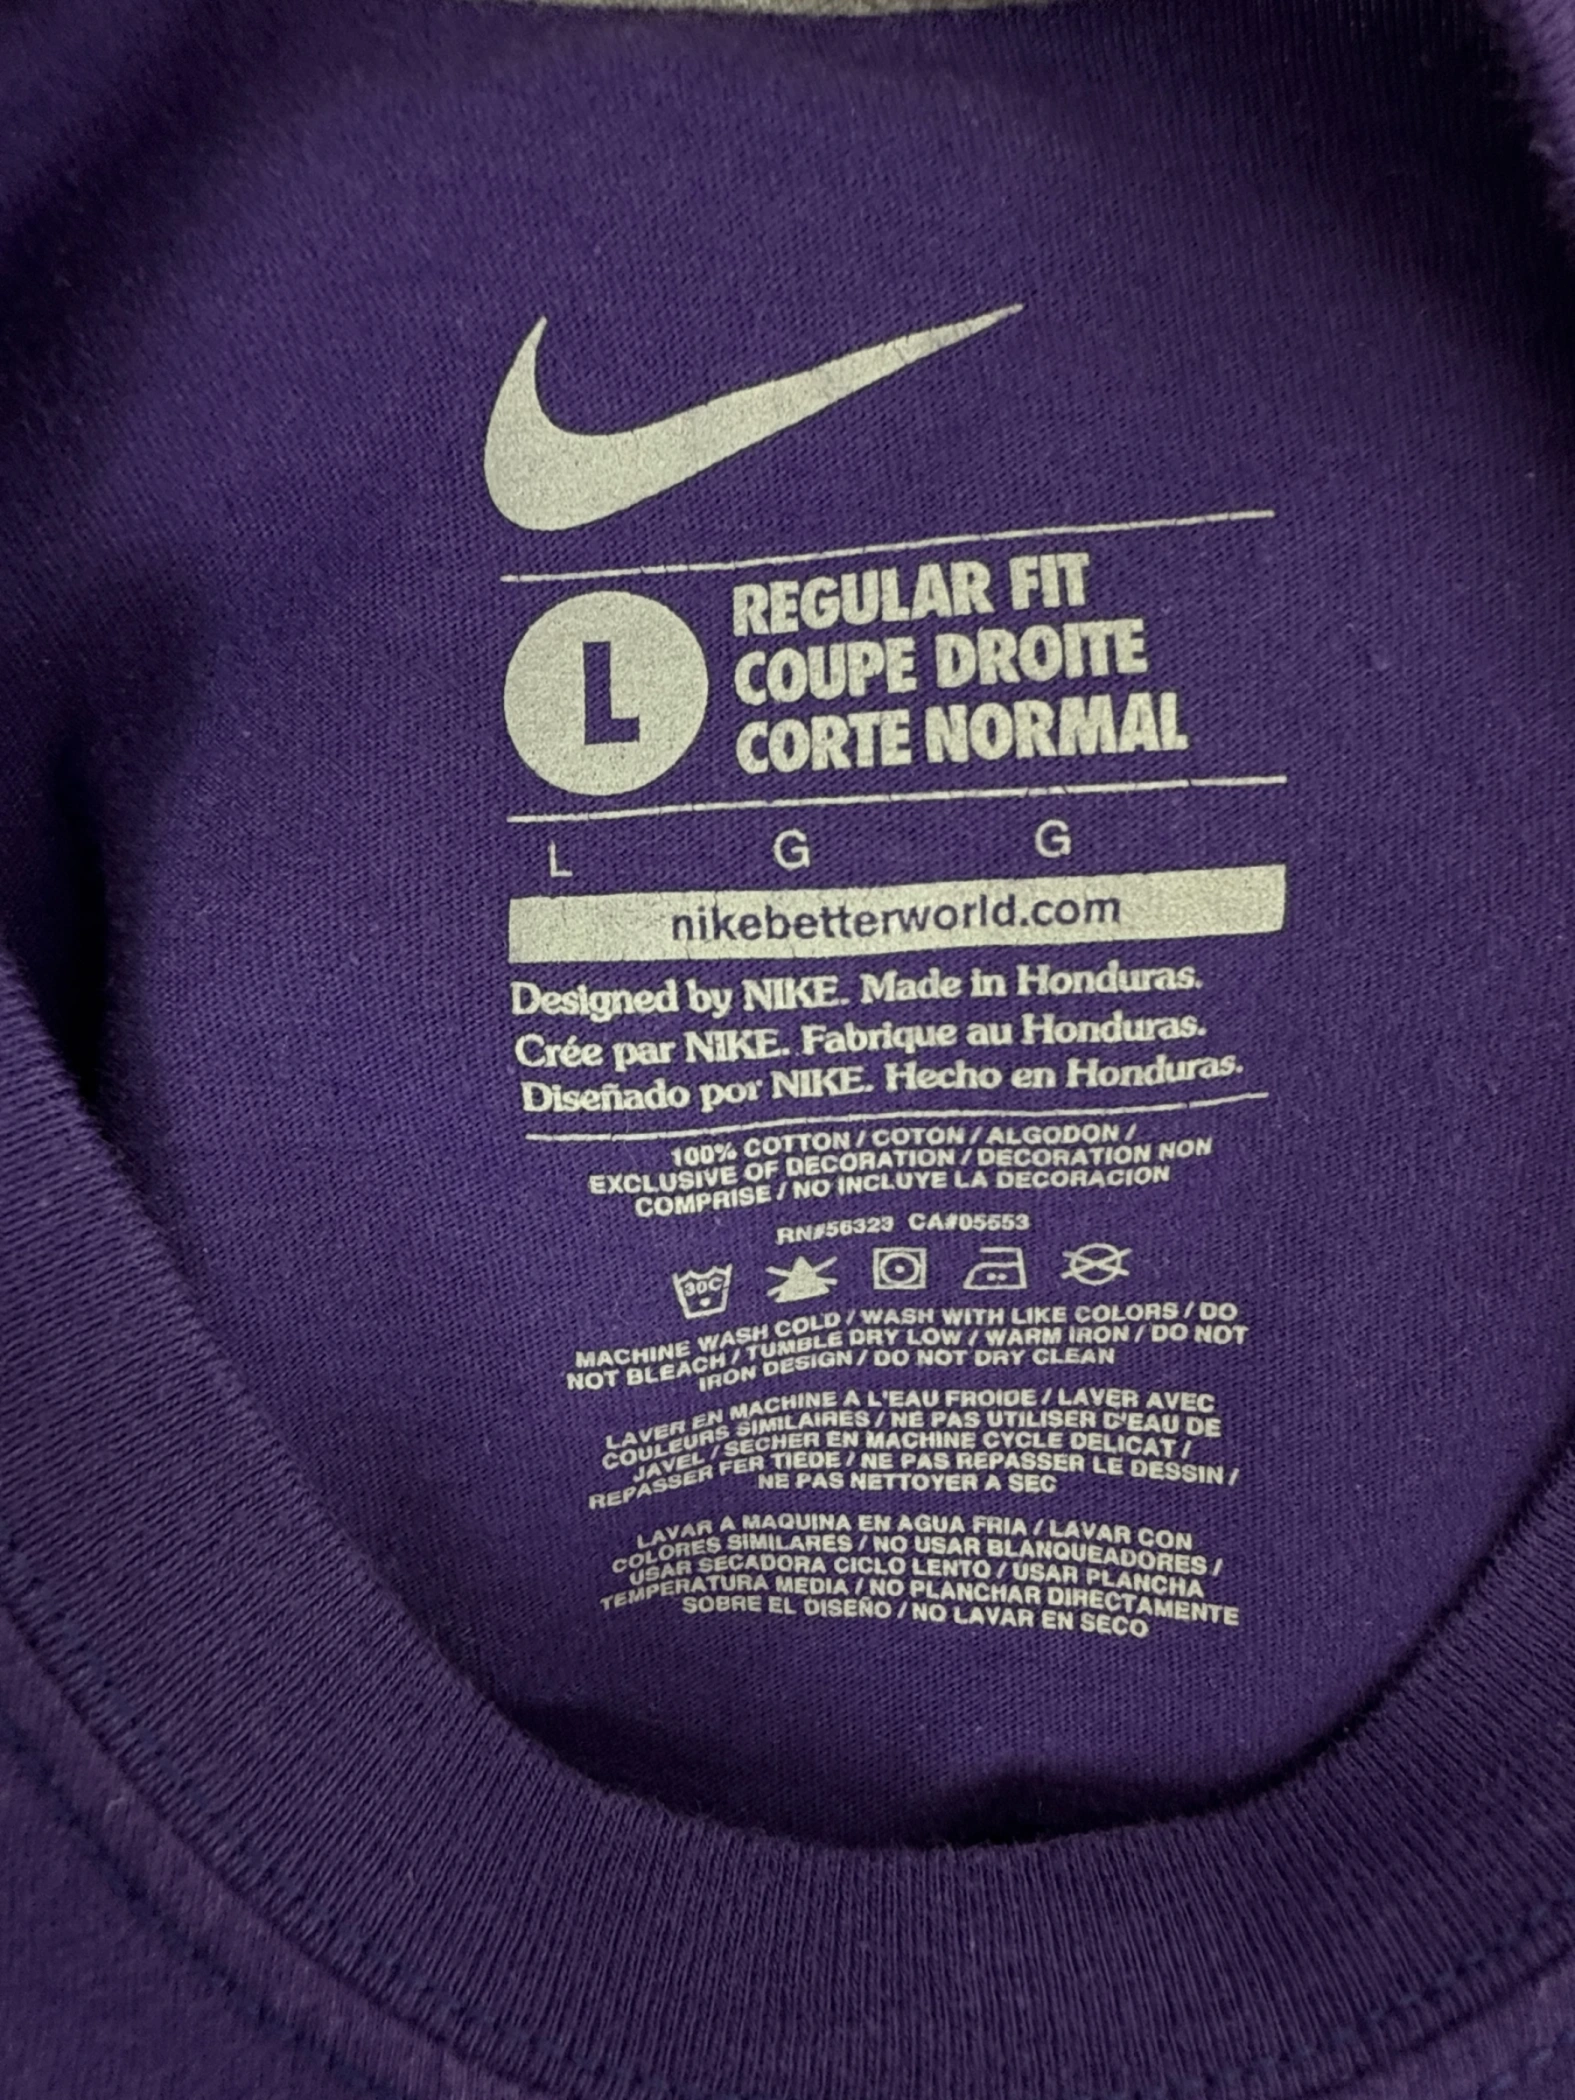 L
REGULAR FIT
COUPE DROITE
CORTE NORMAL
L G G
nikebetterworld.com
Designed by NIKE. Made in Honduras.
Crée par NIKE. Fabrique au Honduras.
Diseñado por NIKE. Hecho en Honduras.
100% COTTON / COTON / ALGODON /
EXCLUSIVE OF DECORATION / DECORATION NON
COMPRISE / NO INCLUYE LA DECORACION
RN#56323 CA#05553
30C
MACHINE WASH COLD / WASH WITH LIKE COLORS / DO
NOT BLEACH / TUMBLE DRY LOW / WARM IRON / DO NOT
IRON DESIGN / DO NOT DRY CLEAN
LAVER EN MACHINE A L'EAU FROIDE / LAVER AVEC
COULEURS SIMILAIRES / NE PAS UTILISER D'EAU DE
JAVEL / SECHER EN MACHINE CYCLE DELICAT /
REPASSER FER TIEDE / NE PAS REPASSER LE DESSIN /
NE PAS NETTOYER A SEC
LAVAR A MAQUINA EN AGUA FRIA / LAVAR CON
COLORES SIMILARES / NO USAR BLANQUEADORES /
USAR SECADORA CICLO LENTO / USAR PLANCHA
TEMPERATURA MEDIA / NO PLANCHAR DIRECTAMENTE
SOBRE EL DISEÑO / NO LAVAR EN SECO